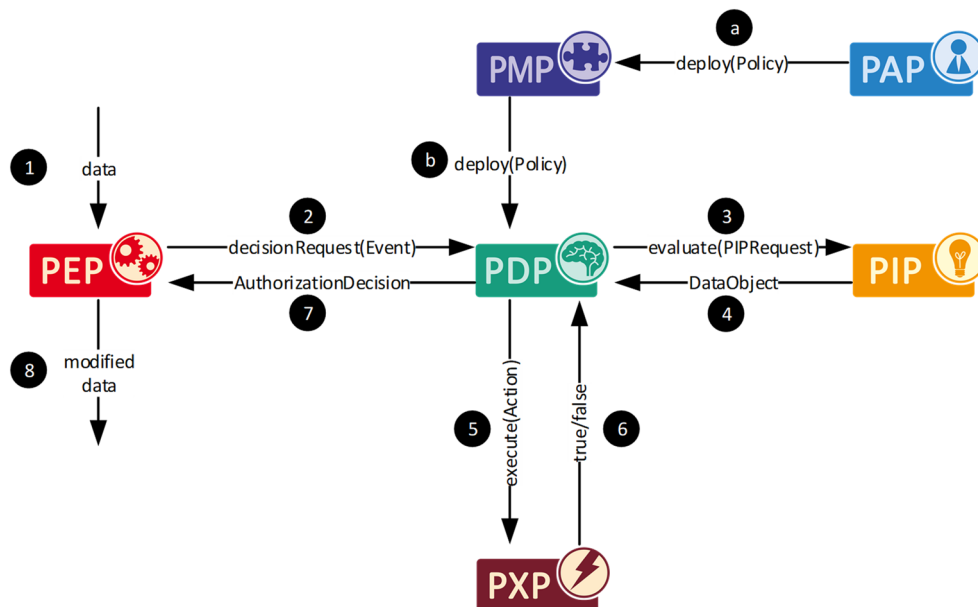 a
PMP
deploy(Policy)
PAP
1
data
b
deploy(Policy)
2
3
PEP
decisionRequest(Event)
PDP
evaluate(PIPRequest)
PIP
AuthorizationDecision
DataObject
7
4
8
modified
data
5
execute(Action)
true/false
6
PXP